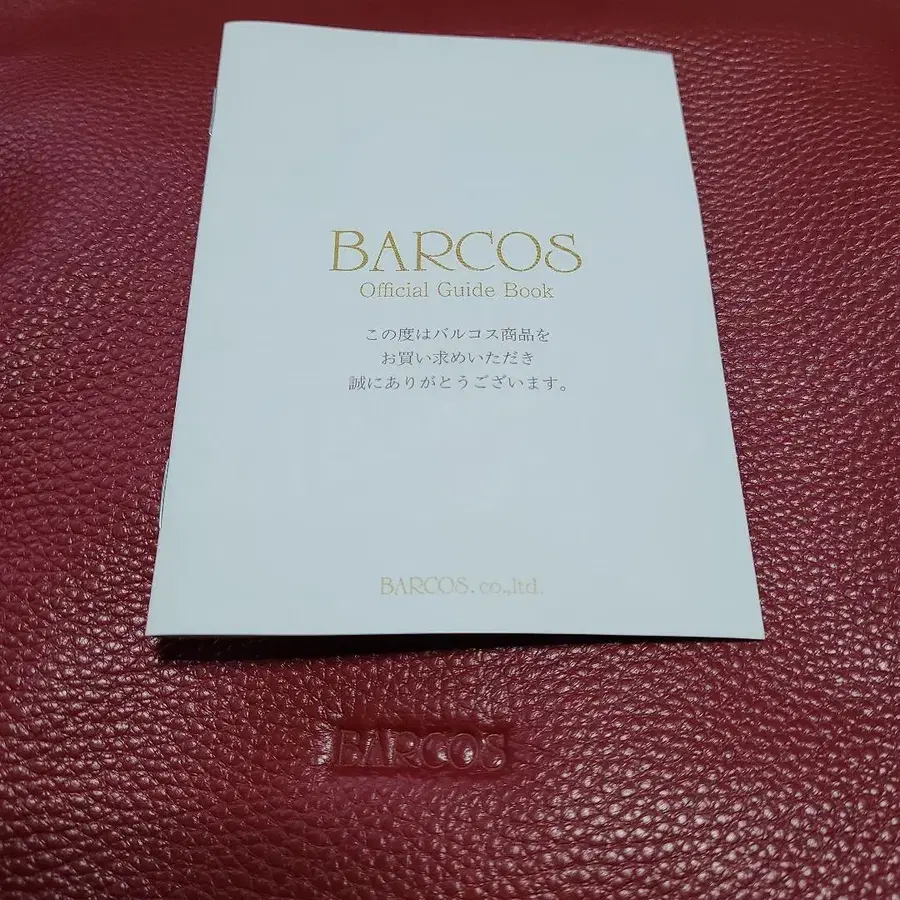 BARCOS
Official Guide Book
この度はバルコス商品を
お買い求めいただき
誠にありがとうございます。
BARCOS. co.,ltd.
BARCOS